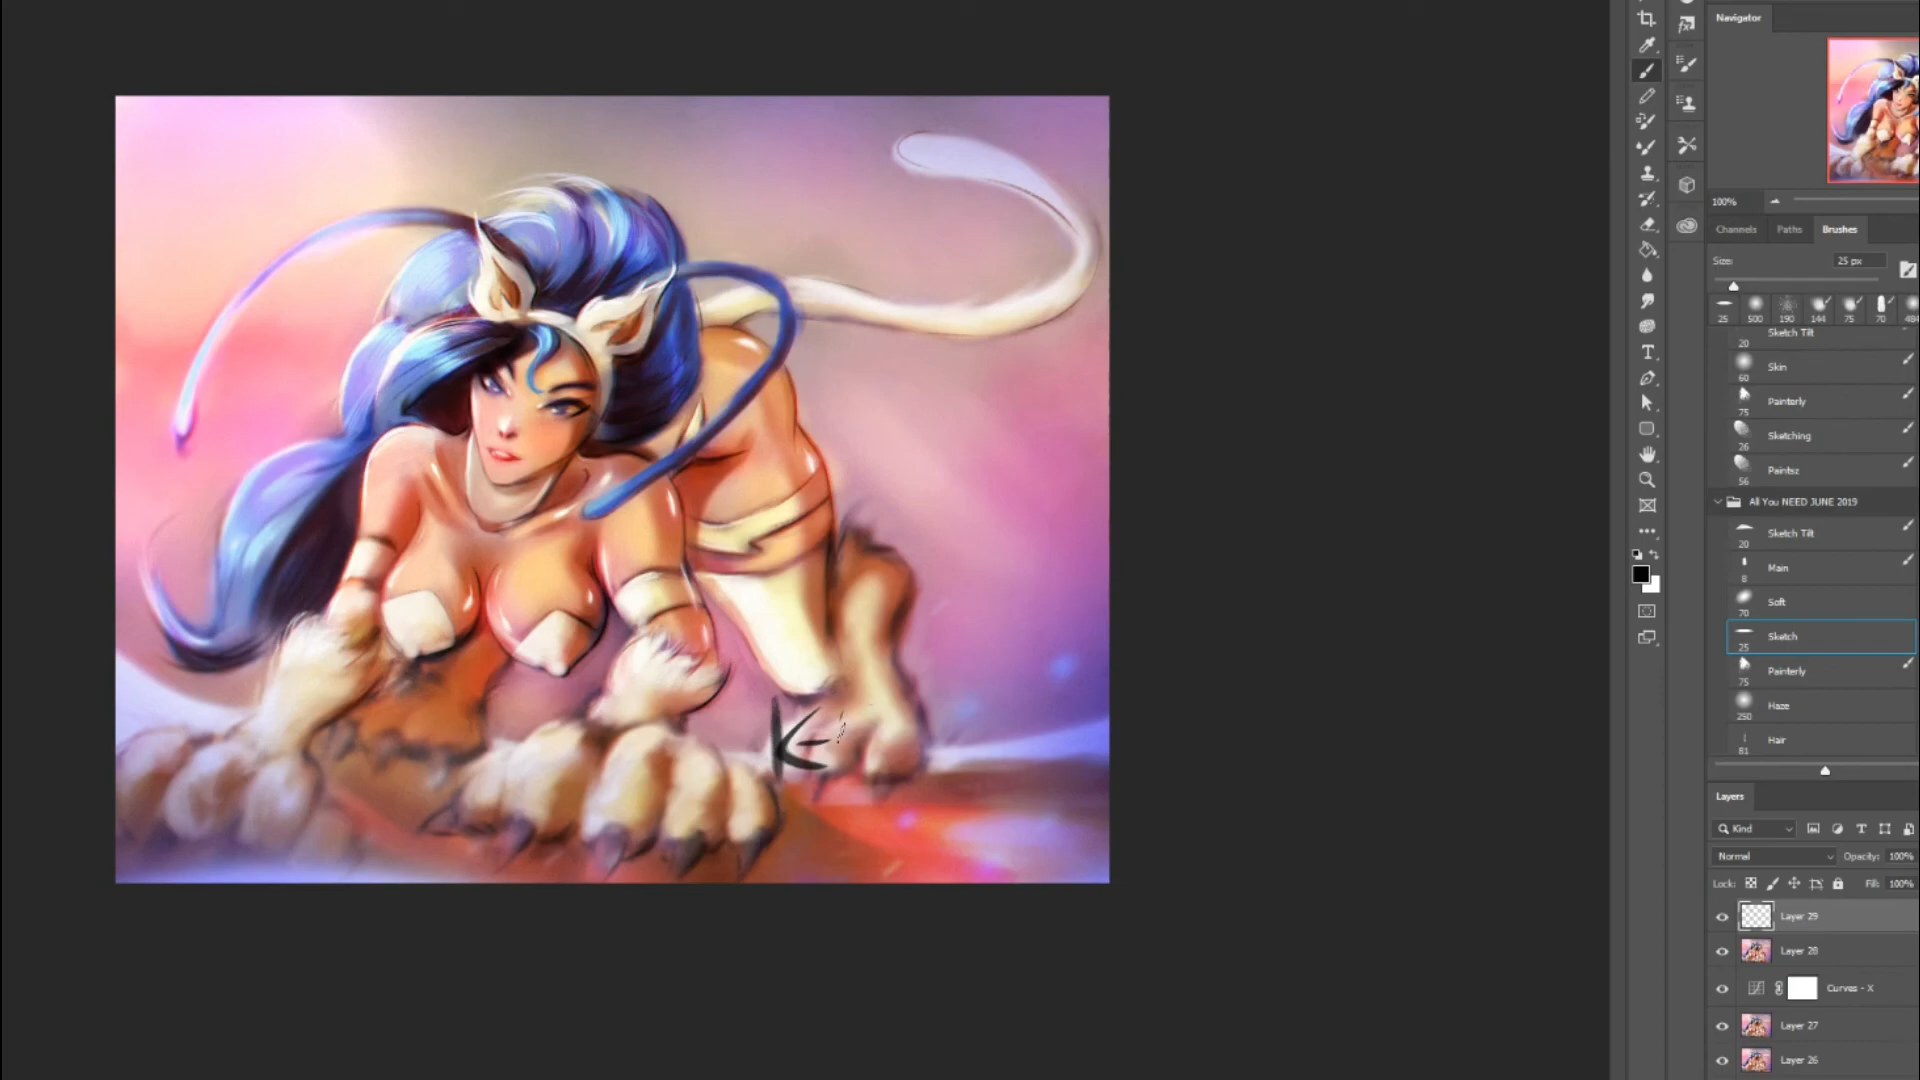 Navigator
100%
Channels Paths Brushes
Size: 25 px
25 500 190 144 75 70 484
Sketch Tilt
20
Skin
60
Painterly
75
Sketching
26
Paintsz
56
All You NEED JUNE 2019
Sketch Tilt
20
Main
8
Soft
70
Sketch
25
Painterly
75
Haze
250
Hair
81
Layers
Kind
Normal Opacity: 100%
Lock: Fill: 100%
Layer 29
Layer 28
Curves - X
Layer 27
Layer 26